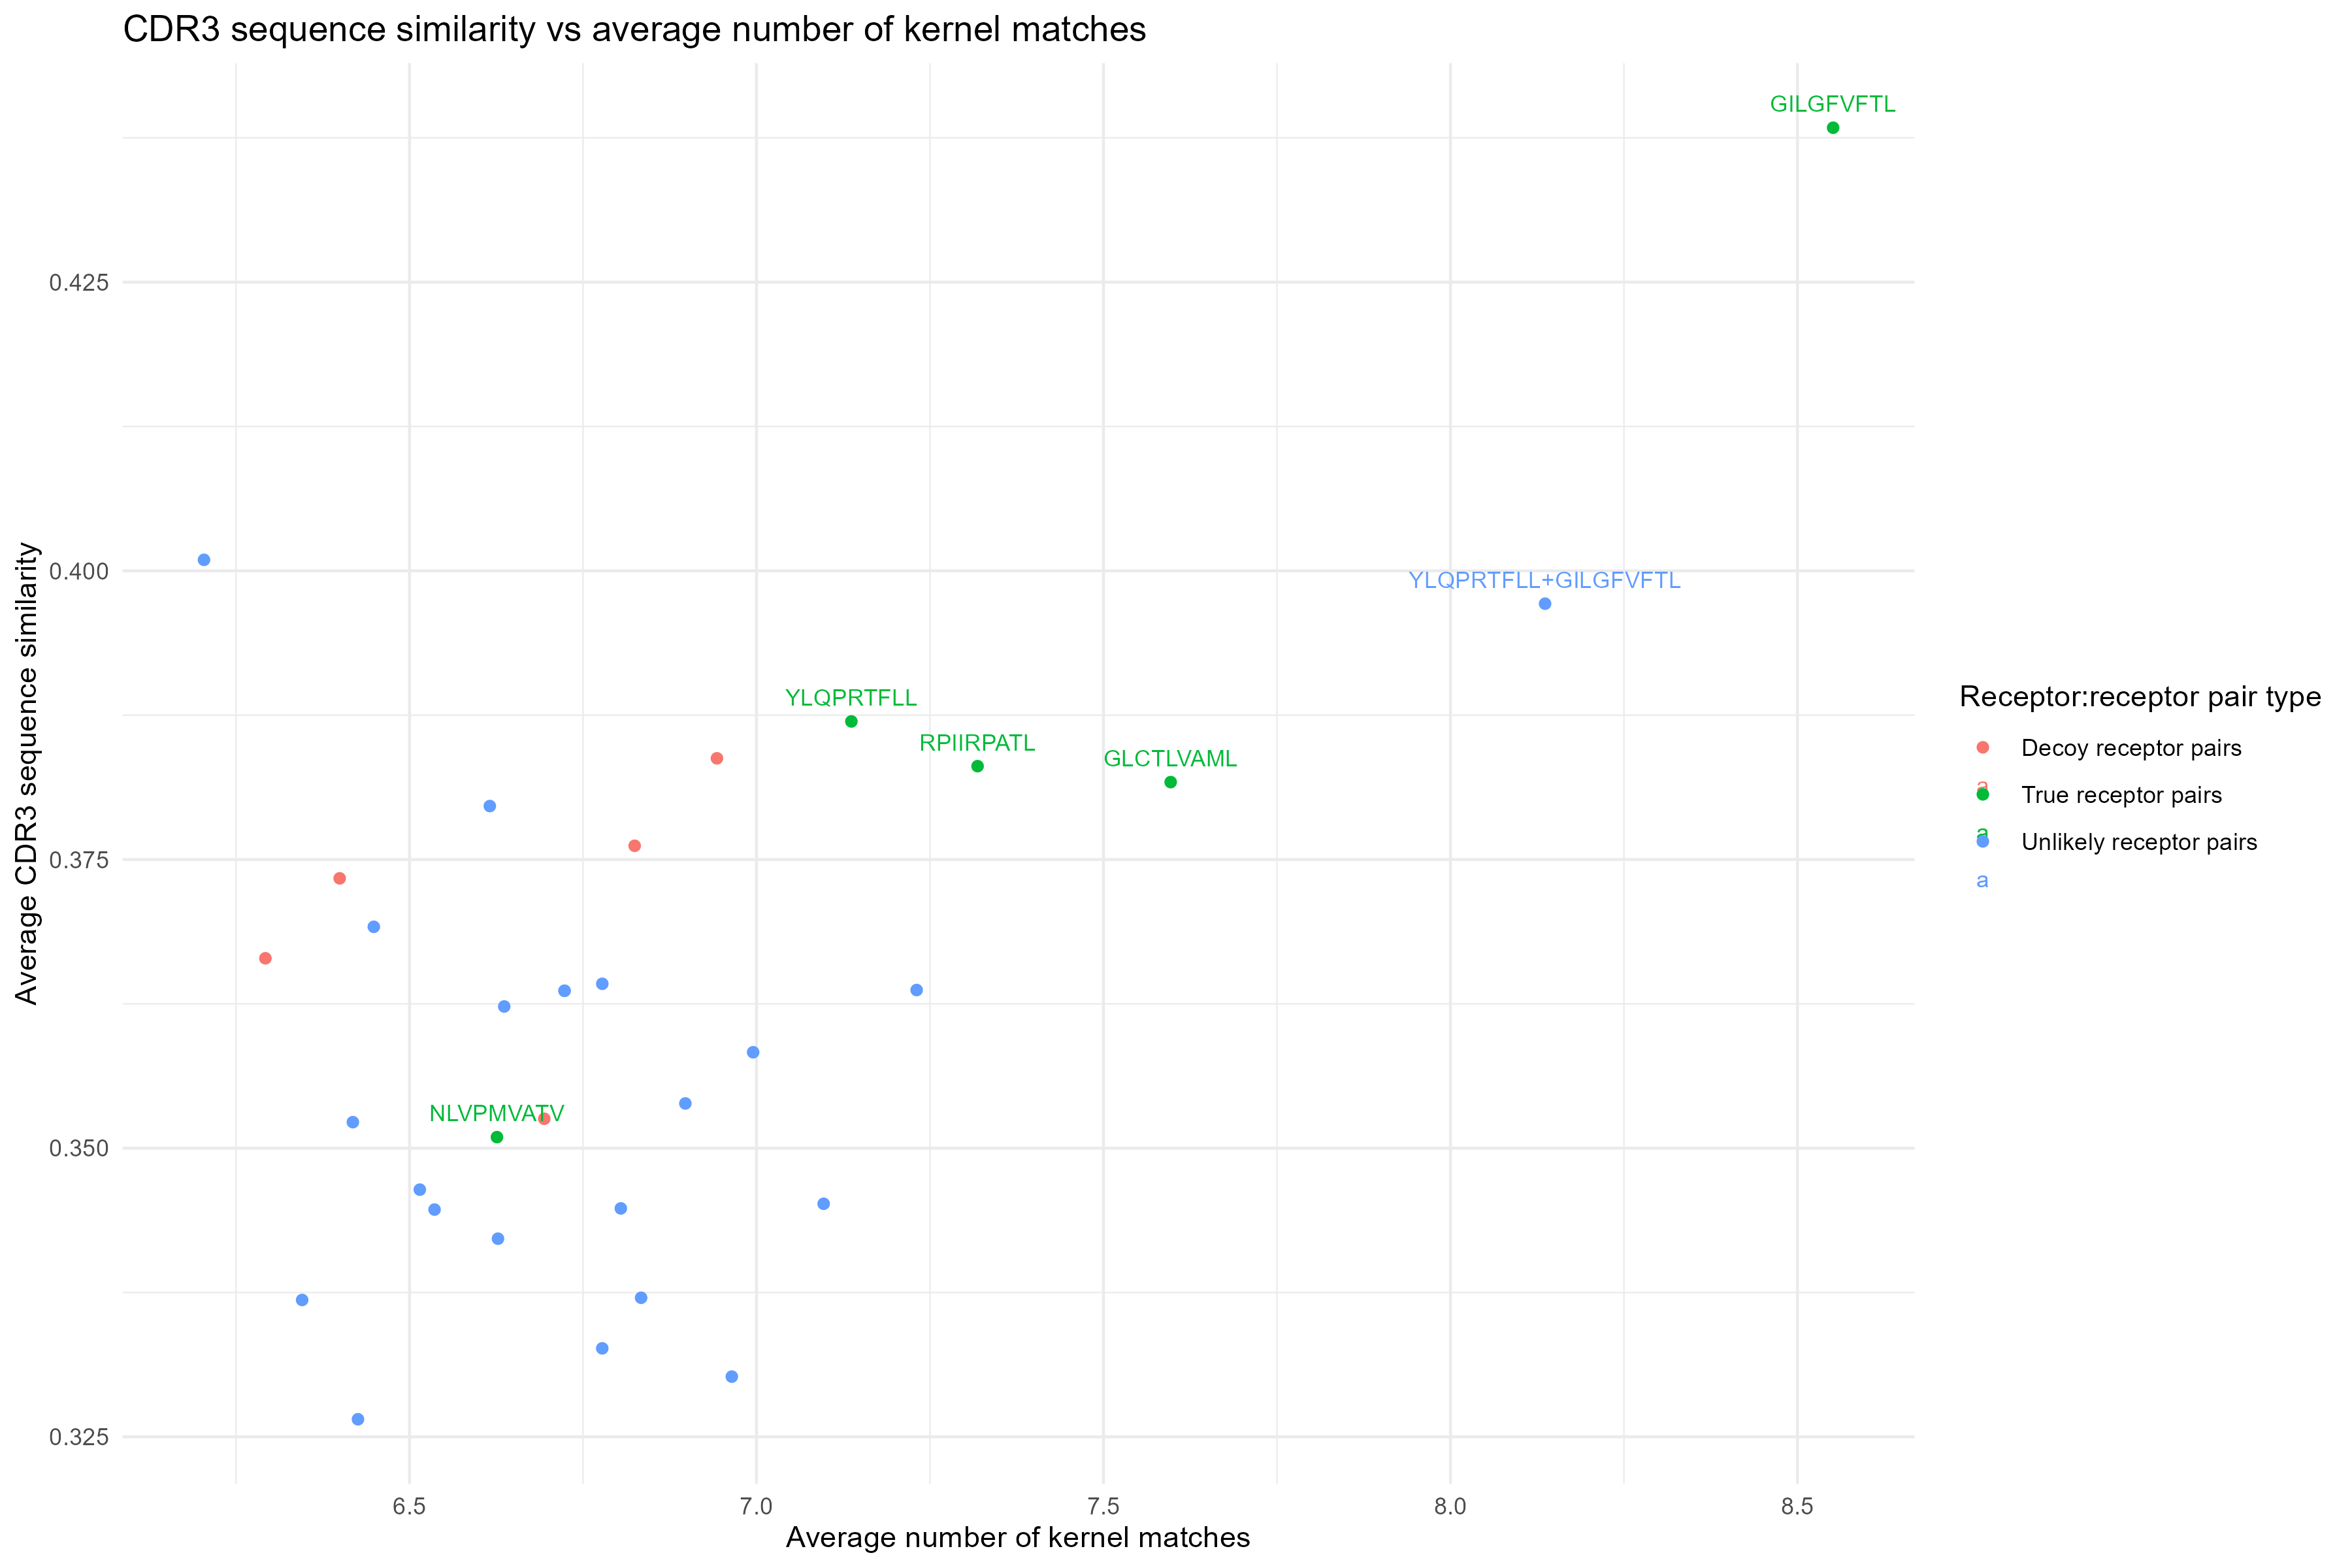 CDR3 sequence similarity vs average number of kernel matches
GILGFVFTL
0.425
0.400
YLQPRTFLL+GILGFVFTL
YLQPRTFLL
RPIIRPATL
GLCTLVAML
0.375
NLVPMVATV
0.350
0.325
Average CDR3 sequence similarity
6.5 7.0 7.5 8.0 8.5
Average number of kernel matches
Receptor:receptor pair type
Decoy receptor pairs
a
True receptor pairs
a
Unlikely receptor pairs
a